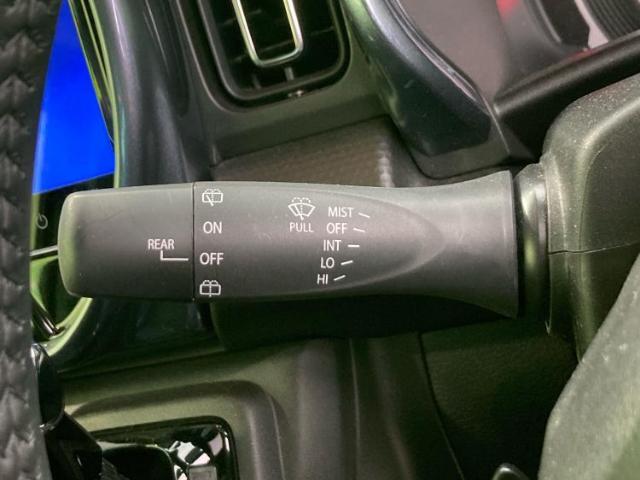 REAR
ON
OFF
PULL
MIST
OFF
INT
LO
HI